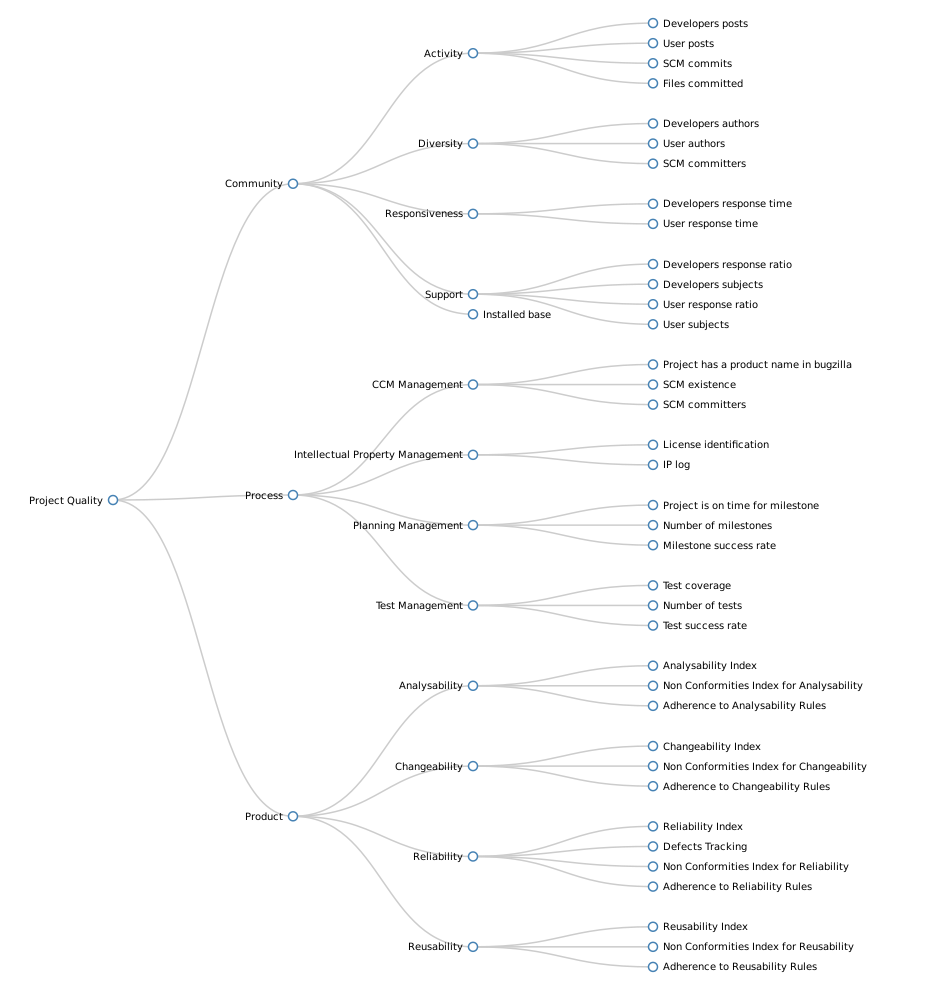 Project Quality
Community
Activity
Developers posts
User posts
SCM commits
Files committed
Diversity
Developers authors
User authors
SCM committers
Responsiveness
Developers response time
User response time
Support
Developers response ratio
Developers subjects
User response ratio
User subjects
Installed base
Process
CCM Management
Project has a product name in bugzilla
SCM existence
SCM committers
Intellectual Property Management
License identification
IP log
Planning Management
Project is on time for milestone
Number of milestones
Milestone success rate
Test Management
Test coverage
Number of tests
Test success rate
Product
Analysability
Analysability Index
Non Conformities Index for Analysability
Adherence to Analysability Rules
Changeability
Changeability Index
Non Conformities Index for Changeability
Adherence to Changeability Rules
Reliability
Reliability Index
Defects Tracking
Non Conformities Index for Reliability
Adherence to Reliability Rules
Reusability
Reusability Index
Non Conformities Index for Reusability
Adherence to Reusability Rules